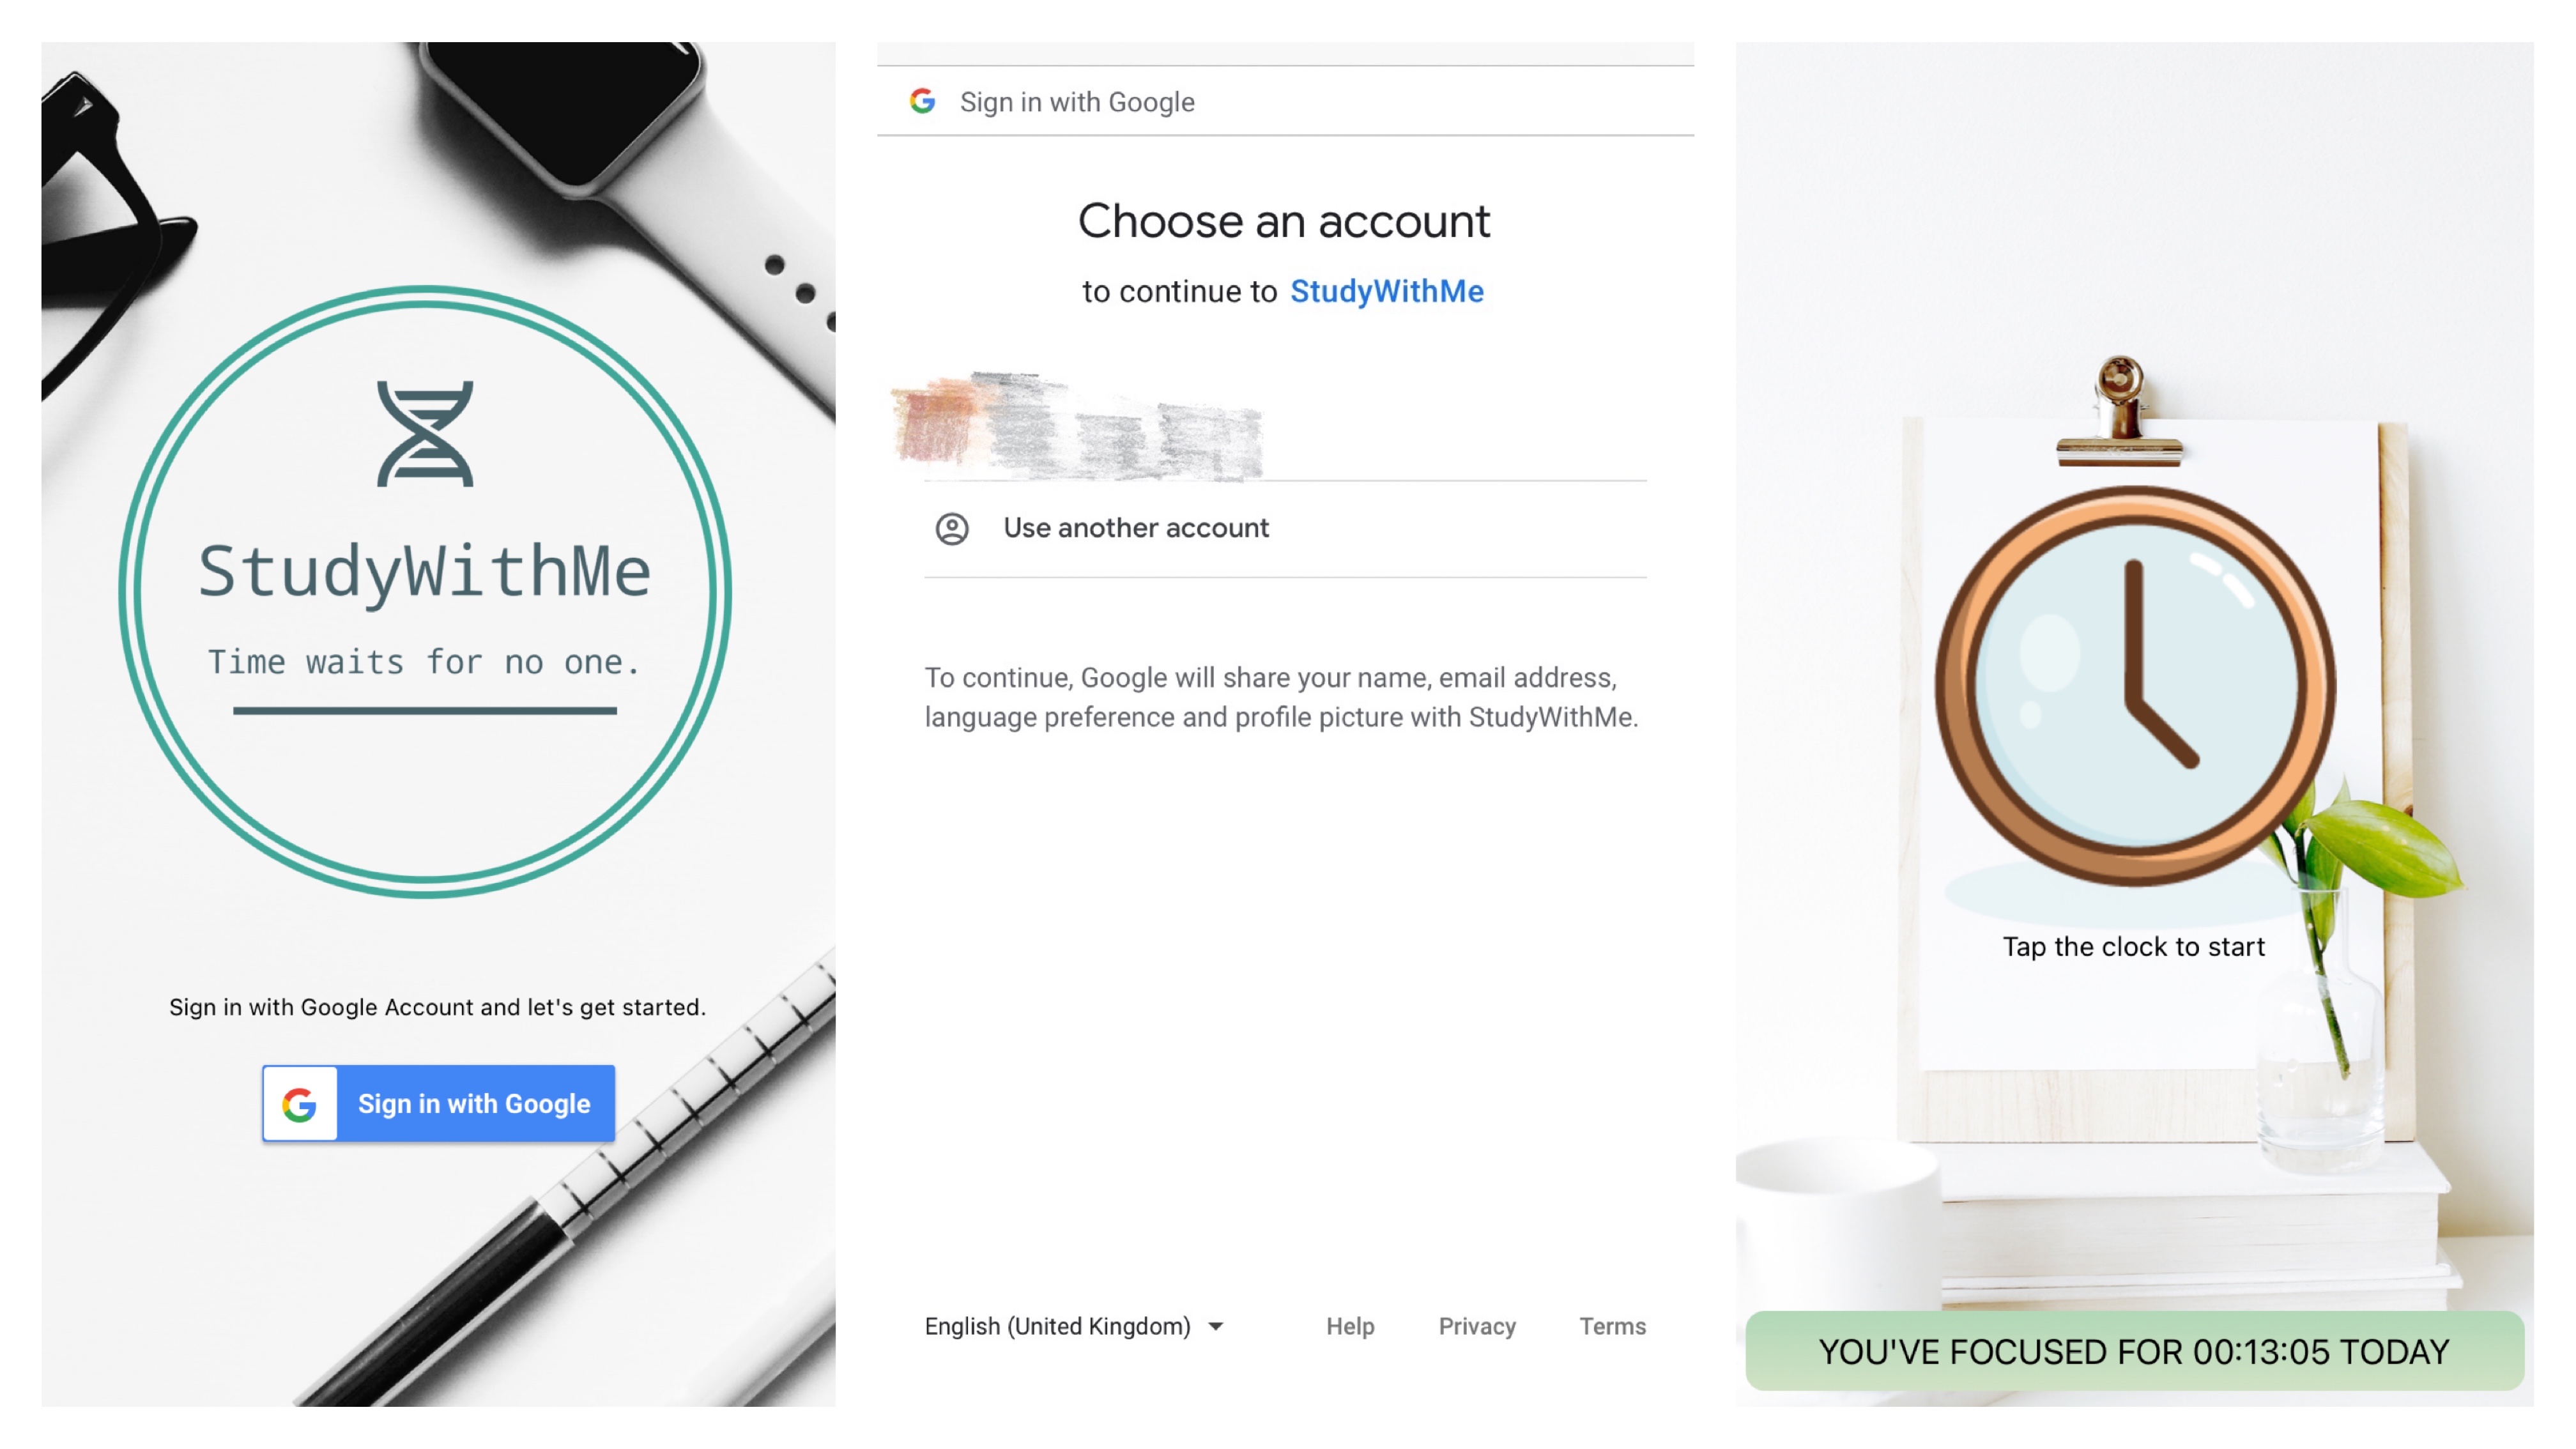 StudyWithMe
Time waits for no one.
Sign in with Google Account and let's get started.
Sign in with Google
Sign in with Google
Choose an account
to continue to StudyWithMe
Use another account
To continue, Google will share your name, email address,
language preference and profile picture with StudyWithMe.
English (United Kingdom) Help Privacy Terms
Tap the clock to start
YOU'VE FOCUSED FOR 00:13:05 TODAY